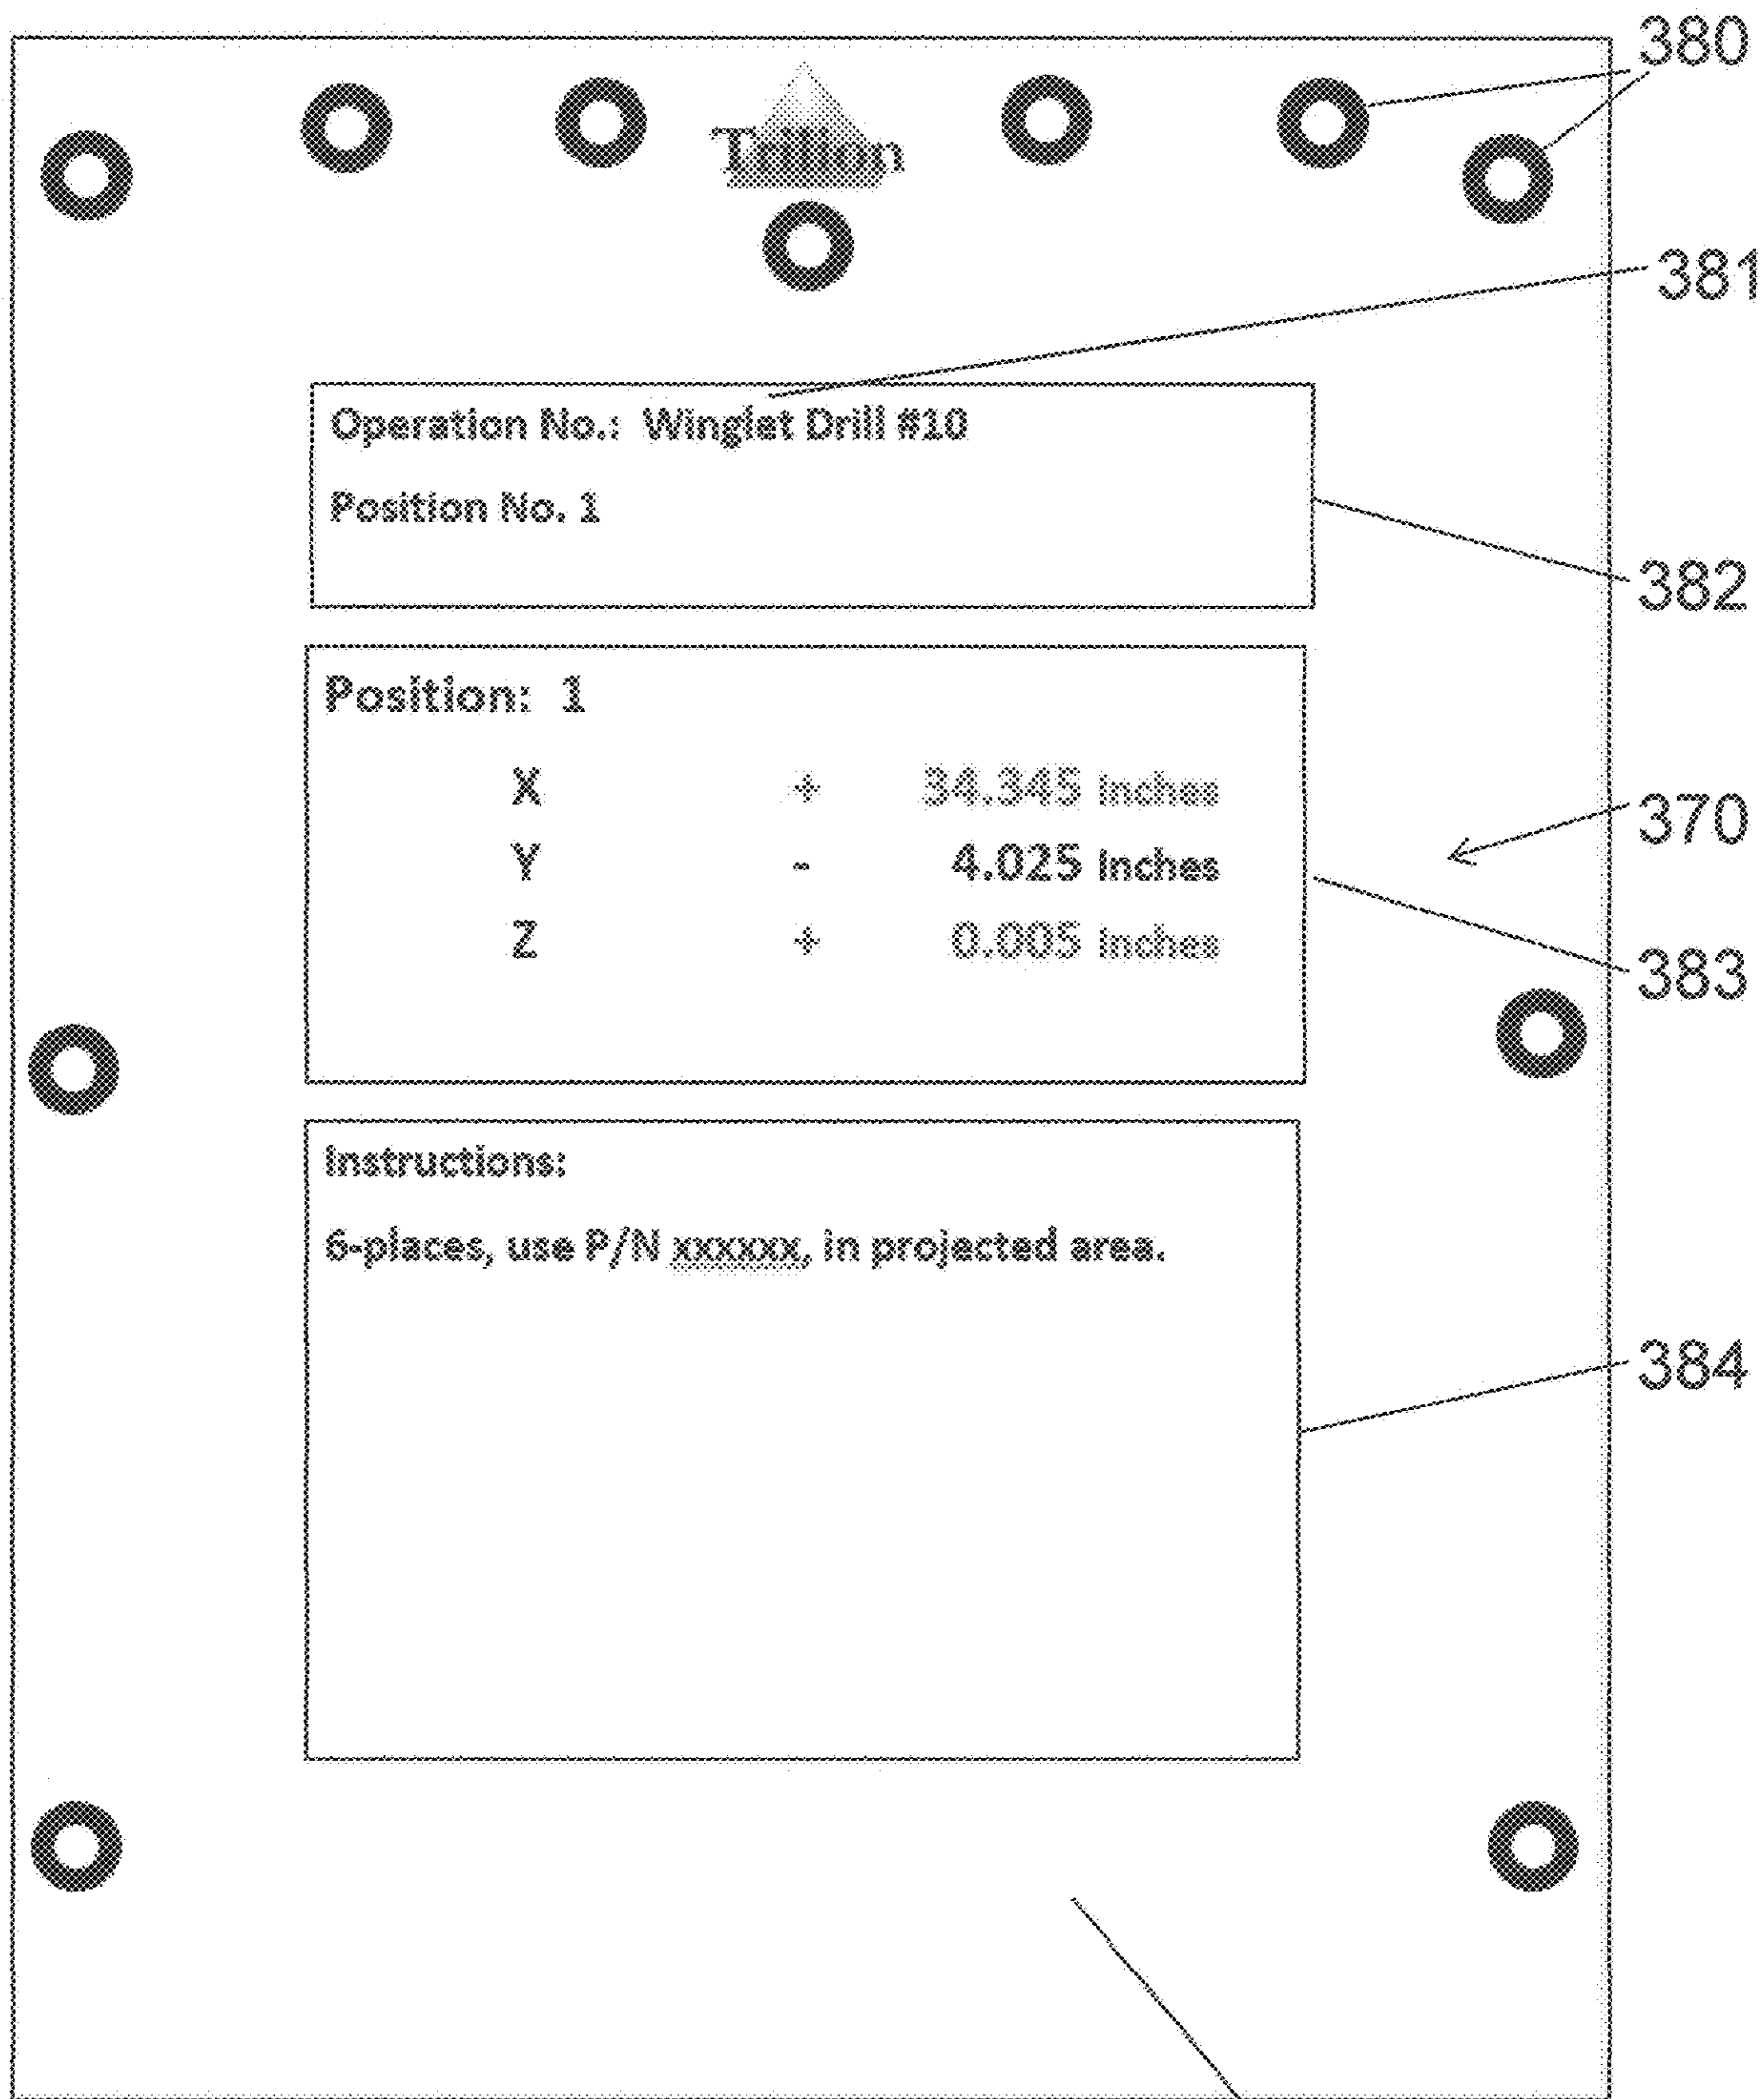 380
Trilion
381
Operation No.: Winglet Drill #10
Position No. 1
382
Position: 1
X + 34.345 inches
Y - 4.025 inches
Z + 0.005 inches
370
383
Instructions:
6-places, use P/N xxxxxx, in projected area.
384